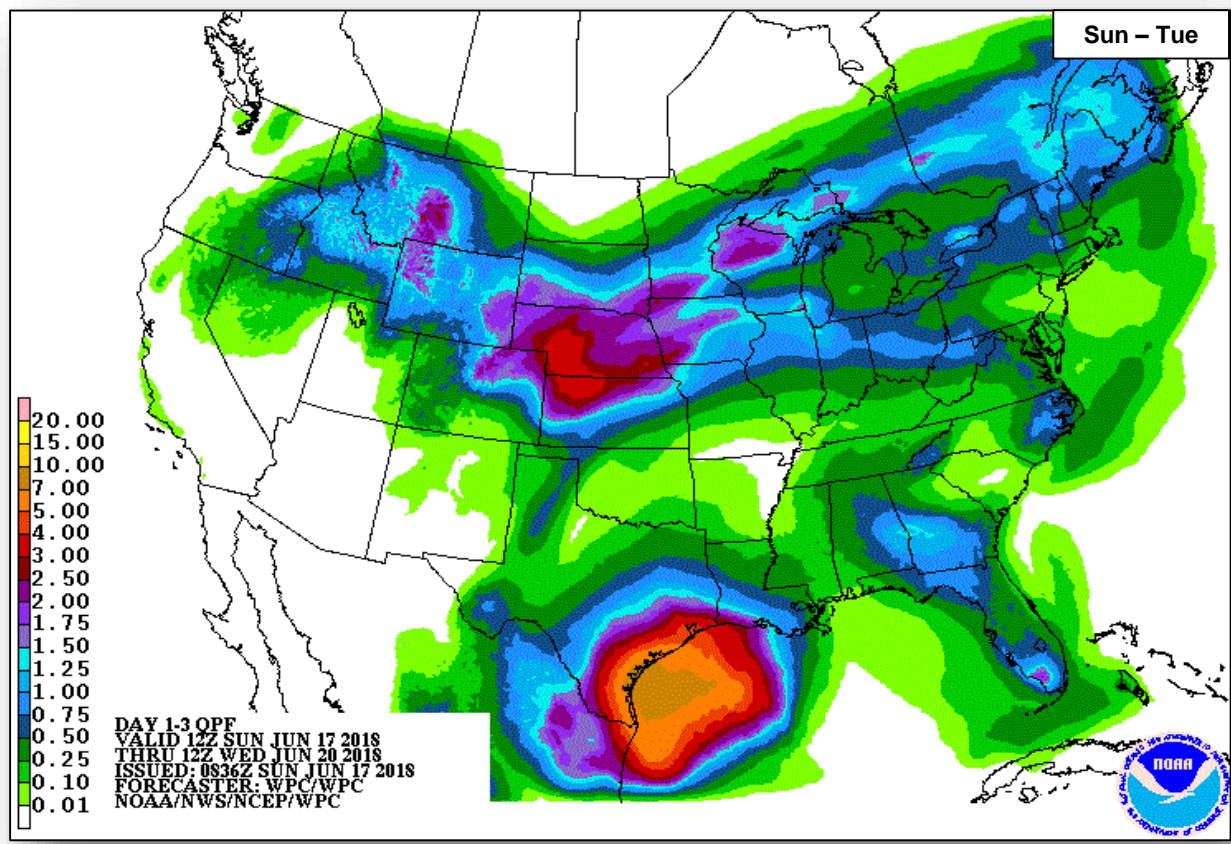 Sun – Tue
20.00
15.00
10.00
7.00
5.00
4.00
3.00
2.50
2.00
1.75
1.50
1.25
1.00
0.75
0.50
0.25
0.10
0.01
DAY 1-3 QPF
VALID 12Z SUN JUN 17 2018
THRU 12Z WED JUN 20 2018
ISSUED: 0836Z SUN JUN 17 2018
FORECASTER: WPC/WPC
NOAA/NWS/NCEP/WPC
NOAA